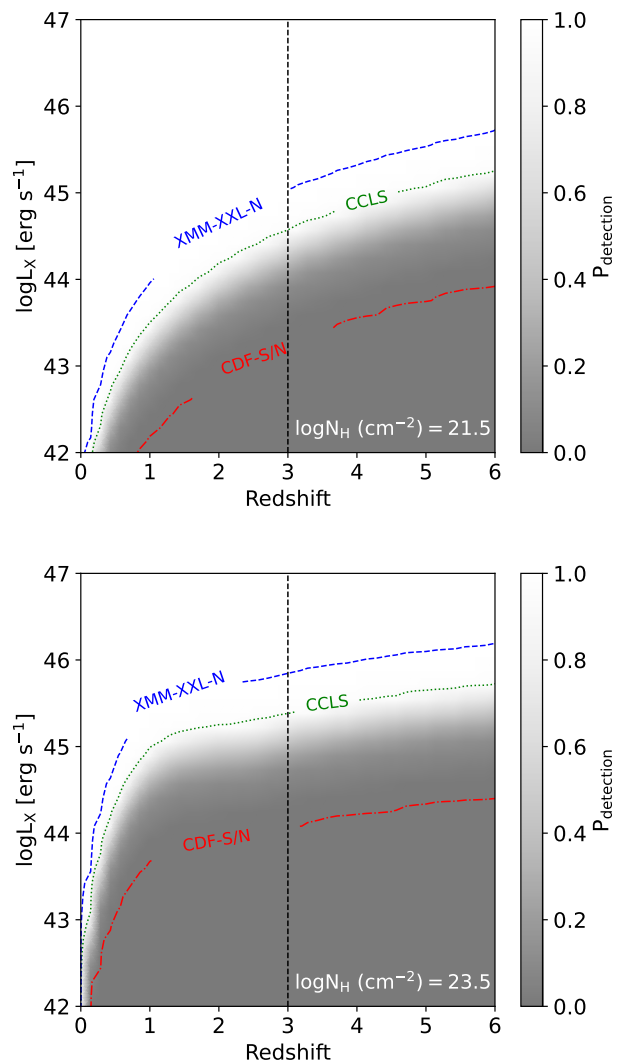 47
46
45
44
43
42
logLₓ [erg s⁻¹]
XMM-XXL-N
CCLS
CDF-S/N
logN_H (cm⁻²) = 21.5
0 1 2 3 4 5 6
Redshift
1.0
0.8
0.6
0.4
0.2
0.0
P_detection
47
46
45
44
43
42
logLₓ [erg s⁻¹]
XMM-XXL-N
CCLS
CDF-S/N
logN_H (cm⁻²) = 23.5
0 1 2 3 4 5 6
Redshift
1.0
0.8
0.6
0.4
0.2
0.0
P_detection